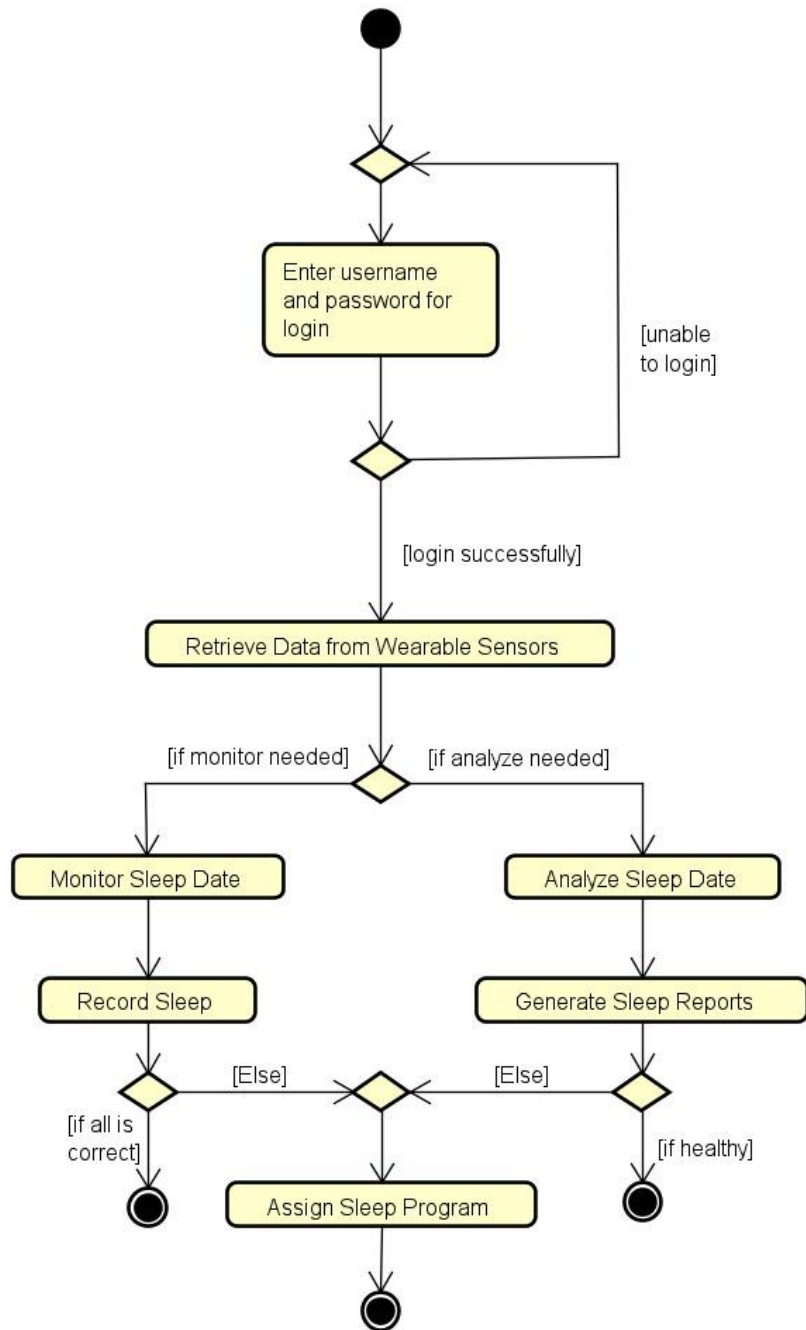 Enter username
and password for
login
[unable
to login]
[login successfully]
Retrieve Data from Wearable Sensors
[if monitor needed]
[if analyze needed]
Monitor Sleep Date
Analyze Sleep Date
Record Sleep
Generate Sleep Reports
[Else]
[Else]
[if all is
correct]
[if healthy]
Assign Sleep Program